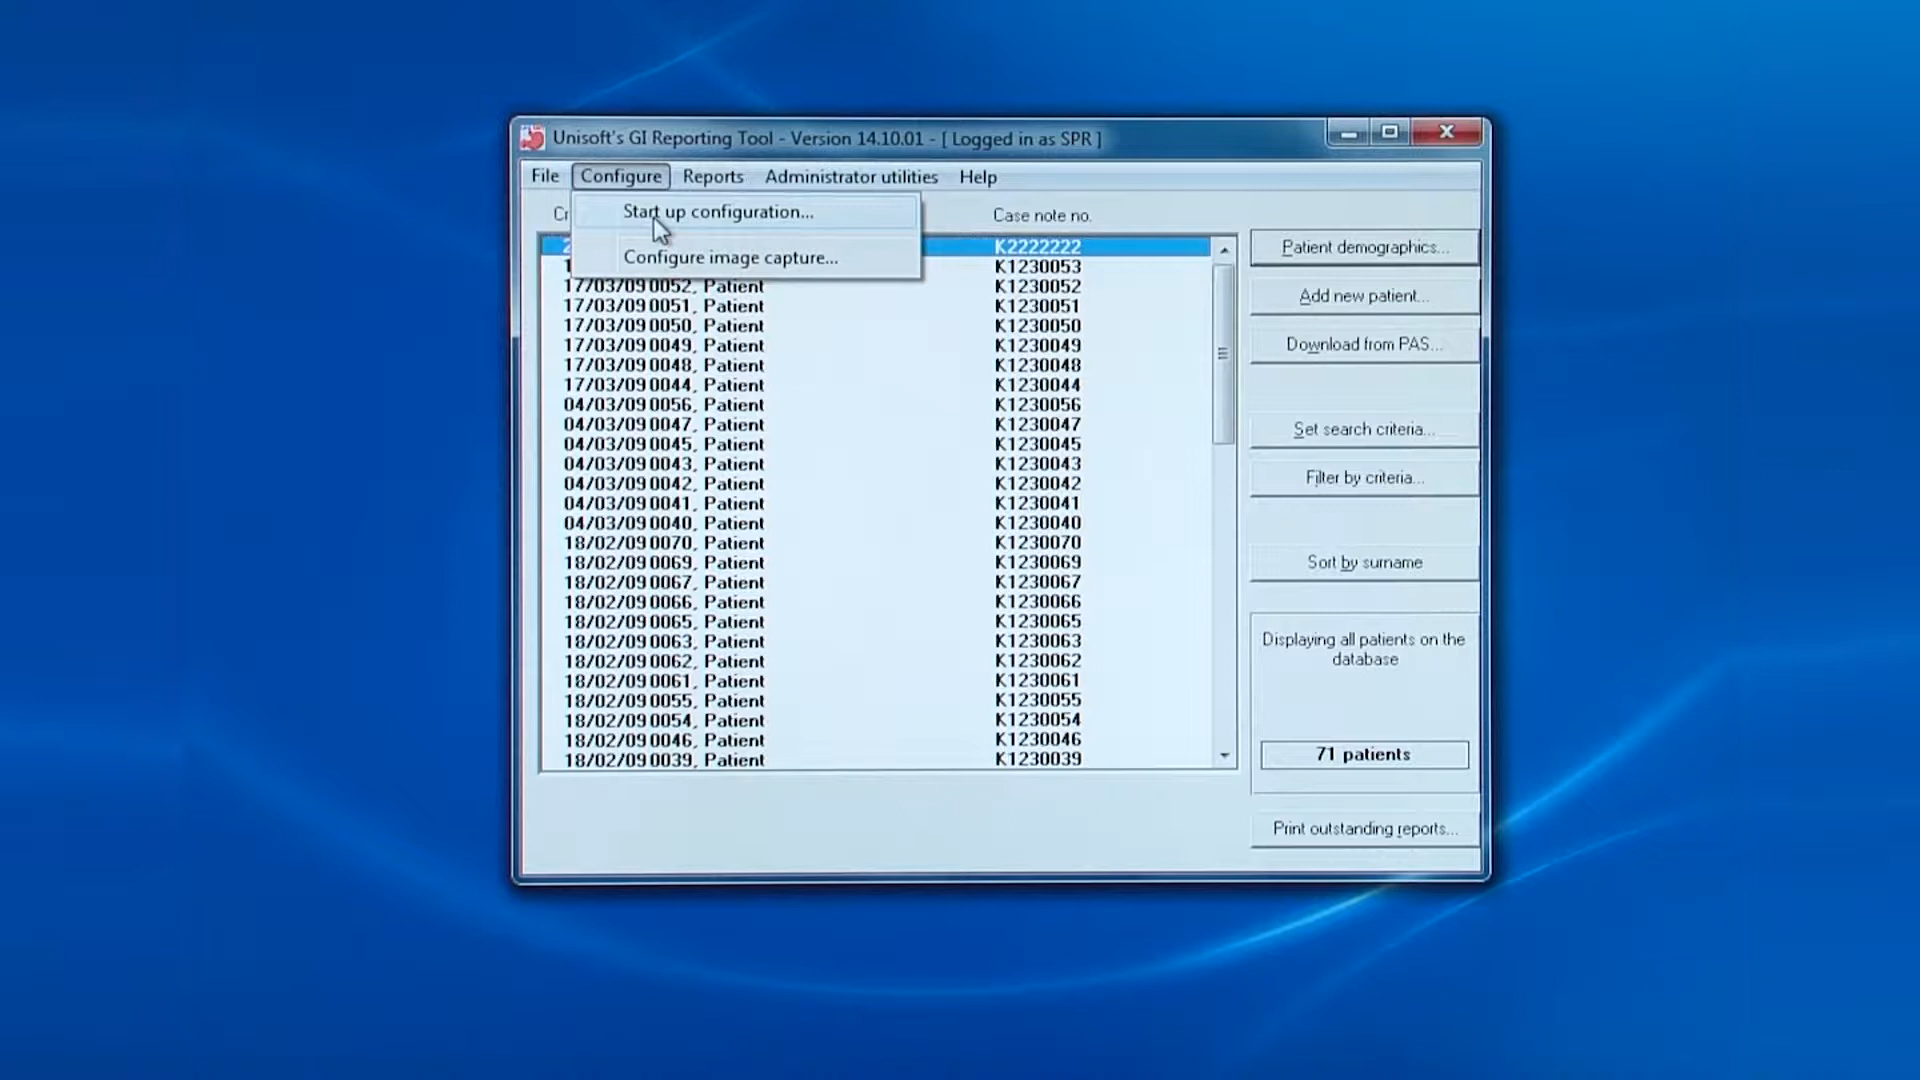 Unisoft's GI Reporting Tool - Version 14.10.01 - [ Logged in as SPR ]
File Configure Reports Administrator utilities Help
Start up configuration...
Configure image capture...
Case note no.
K2222222
K1230053
17/03/09 0052, Patient K1230052
17/03/09 0051, Patient K1230051
17/03/09 0050, Patient K1230050
17/03/09 0049, Patient K1230049
17/03/09 0048, Patient K1230048
17/03/09 0044, Patient K1230044
04/03/09 0056, Patient K1230056
04/03/09 0047, Patient K1230047
04/03/09 0045, Patient K1230045
04/03/09 0043, Patient K1230043
04/03/09 0042, Patient K1230042
04/03/09 0041, Patient K1230041
04/03/09 0040, Patient K1230040
18/02/09 0070, Patient K1230070
18/02/09 0069, Patient K1230069
18/02/09 0067, Patient K1230067
18/02/09 0066, Patient K1230066
18/02/09 0065, Patient K1230065
18/02/09 0063, Patient K1230063
18/02/09 0062, Patient K1230062
18/02/09 0061, Patient K1230061
18/02/09 0055, Patient K1230055
18/02/09 0054, Patient K1230054
18/02/09 0046, Patient K1230046
18/02/09 0039, Patient K1230039
Patient demographics...
Add new patient...
Download from PAS...
Set search criteria...
Filter by criteria...
Sort by surname
Displaying all patients on the
database
71 patients
Print outstanding reports...